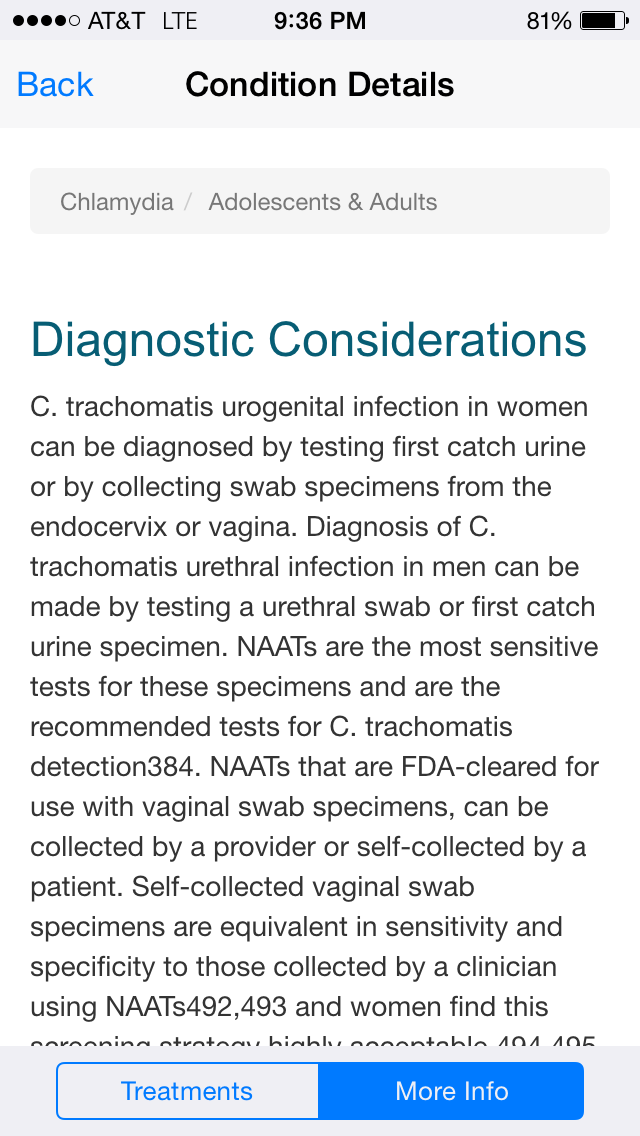 AT&T LTE 9:36 PM 81%
Back Condition Details
Chlamydia / Adolescents & Adults
Diagnostic Considerations
C. trachomatis urogenital infection in women
can be diagnosed by testing first catch urine
or by collecting swab specimens from the
endocervix or vagina. Diagnosis of C.
trachomatis urethral infection in men can be
made by testing a urethral swab or first catch
urine specimen. NAATs are the most sensitive
tests for these specimens and are the
recommended tests for C. trachomatis
detection384. NAATs that are FDA-cleared for
use with vaginal swab specimens, can be
collected by a provider or self-collected by a
patient. Self-collected vaginal swab
specimens are equivalent in sensitivity and
specificity to those collected by a clinician
using NAATs492,493 and women find this
screening strategy highly acceptable.494,495
Treatments More Info